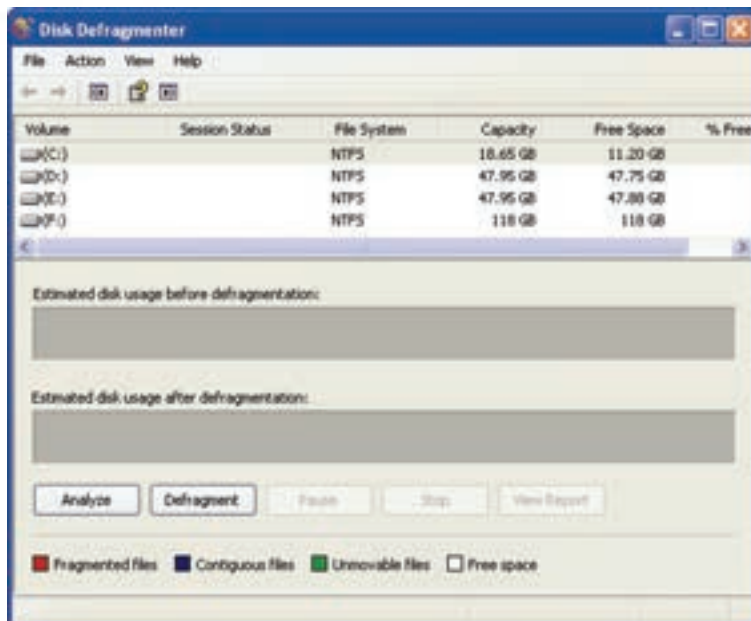 Disk Defragmenter
File Action View Help
Volume Session Status File System Capacity Free Space % Free
(C:) NTFS 18.65 GB 11.20 GB
(D:) NTFS 47.95 GB 47.75 GB
(E:) NTFS 47.95 GB 47.88 GB
(F:) NTFS 118 GB 118 GB
Estimated disk usage before defragmentation:
Estimated disk usage after defragmentation:
Analyze Defragment Pause Stop View Report
Fragmented files Contiguous files Unmovable files Free space